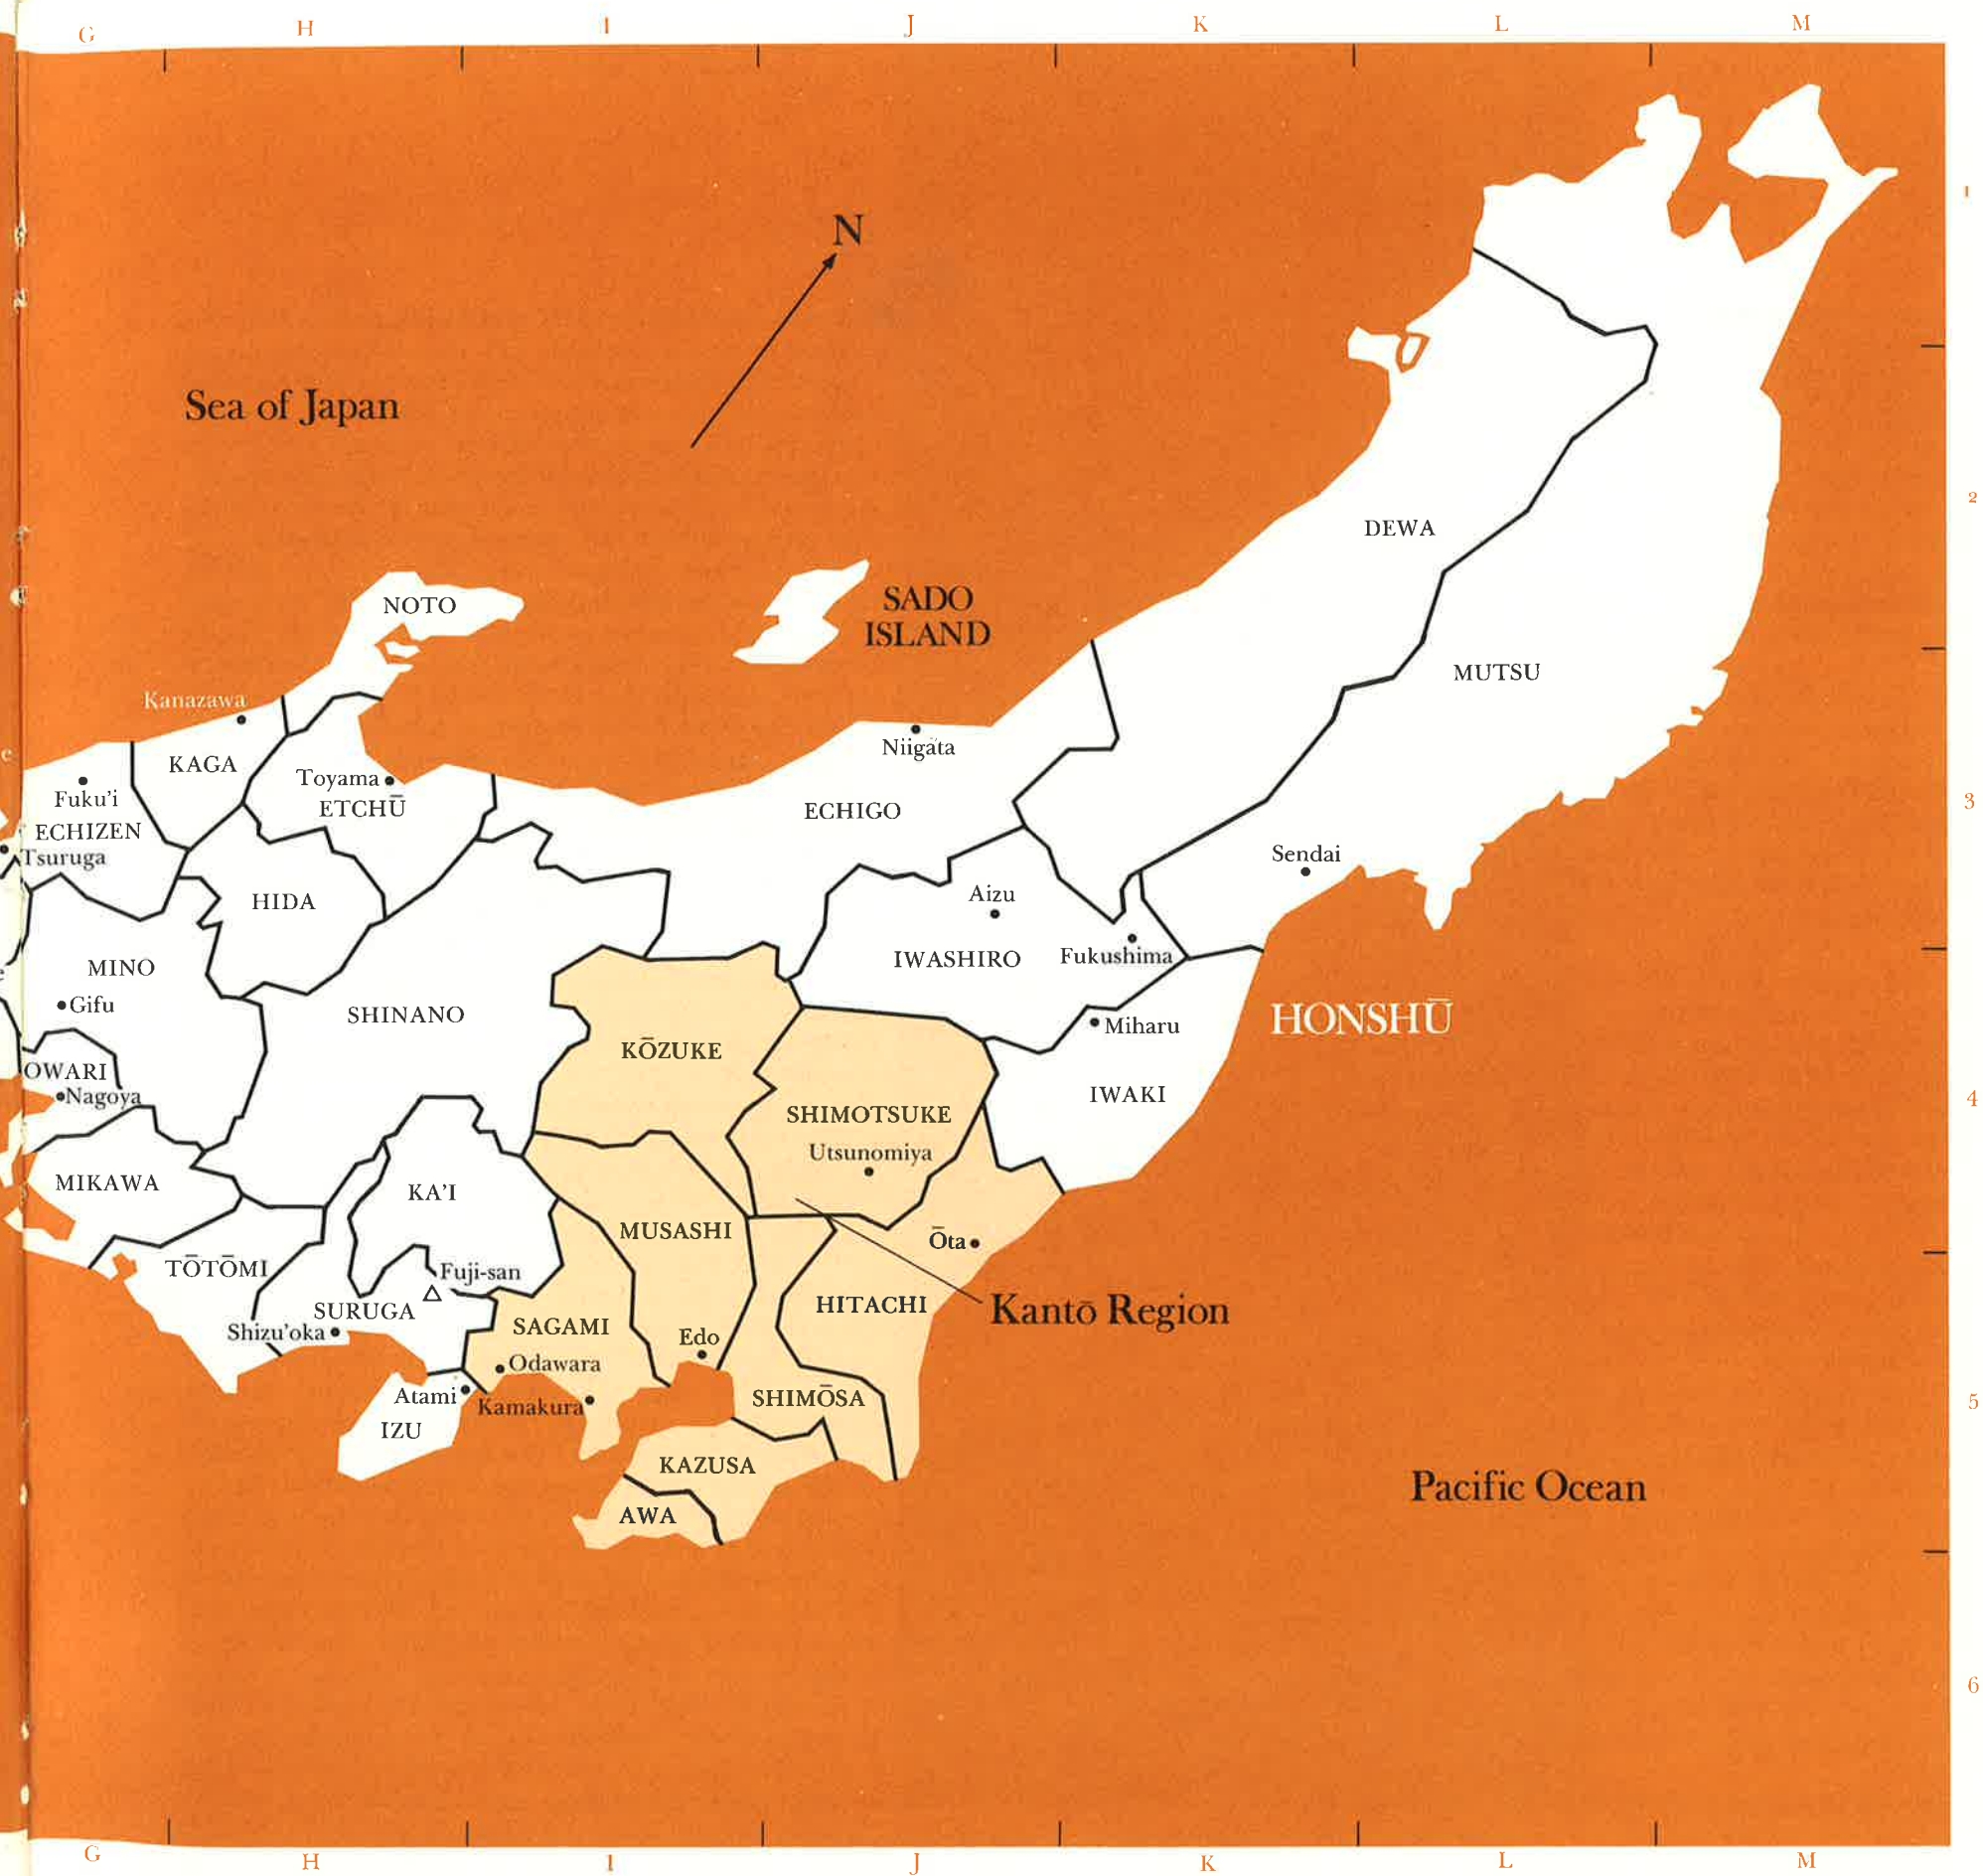 G
H
I
J
K
L
M
1
N
Sea of Japan
2
DEWA
SADO
ISLAND
NOTO
MUTSU
Kanazawa
Niigata
e
KAGA
Toyama
ETCHŪ
Fuku'i
ECHIZEN
Tsuruga
ECHIGO
3
Sendai
Aizu
HIDA
IWASHIRO
Fukushima
MINO
e
Gifu
SHINANO
HONSHŪ
Miharu
KŌZUKE
OWARI
Nagoya
IWAKI
4
SHIMOTSUKE
Utsunomiya
MIKAWA
KA'I
MUSASHI
Ōta
TŌTŌMI
Fuji-san
SURUGA
Shizu'oka
HITACHI
Kantō Region
SAGAMI
Edo
Odawara
Atami
Kamakura
SHIMŌSA
5
IZU
KAZUSA
AWA
Pacific Ocean
6
G
H
I
J
K
L
M